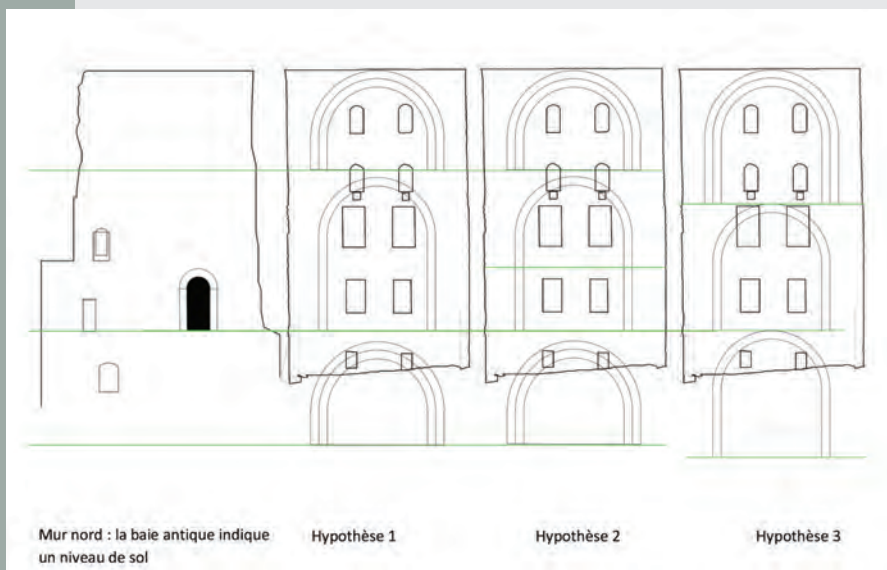 Mur nord : la baie antique indique
un niveau de sol
Hypothèse 1
Hypothèse 2
Hypothèse 3